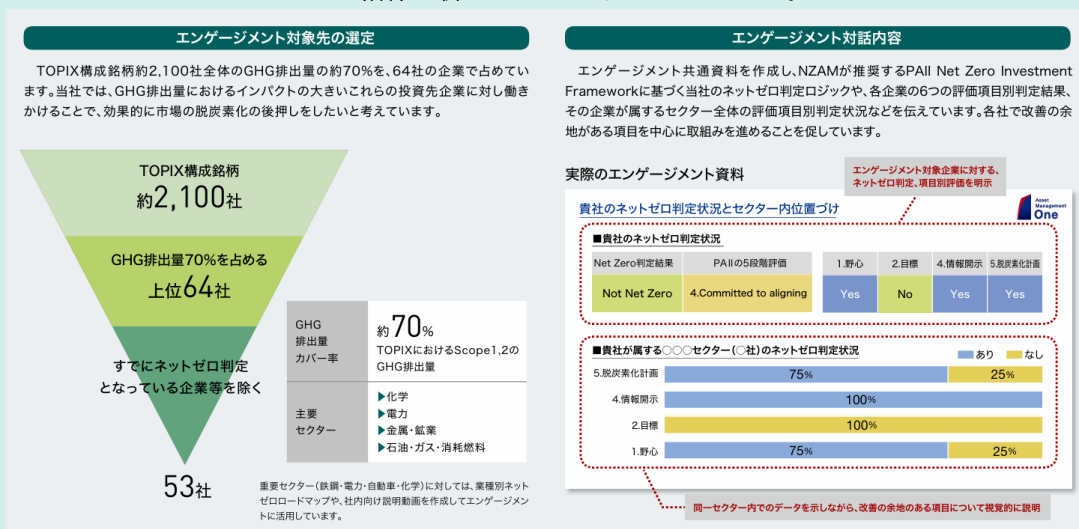 エンゲージメント対象先の選定
TOPIX構成銘柄約2,100社全体のGHG排出量の約70%を、64社の企業で占めてい
ます。当社では、GHG排出量におけるインパクトの大きいこれらの投資先企業に対し働き
かけることで、効果的に市場の脱炭素化の後押しをしたいと考えています。
TOPIX構成銘柄
約2,100社
GHG排出量70%を占める
上位64社
すでにネットゼロ判定
となっている企業等を除く
53社
GHG
排出量
カバー率
約70%
TOPIXにおけるScope1,2の
GHG排出量
主要
セクター
▶化学
▶電力
▶金属・鉱業
▶石油・ガス・消耗燃料
重要セクター(鉄鋼・電力・自動車・化学)に対しては、業種別ネット
ゼロロードマップや、社内向け説明動画を作成してエンゲージメン
トに活用しています。
エンゲージメント対話内容
エンゲージメント共通資料を作成し、NZAMが推奨するPAII Net Zero Investment
Frameworkに基づく当社のネットゼロ判定ロジックや、各企業の6つの評価項目別判定結果、
その企業が属するセクター全体の評価項目別判定状況などを伝えています。各社で改善の余
地がある項目を中心に取組みを進めることを促しています。
実際のエンゲージメント資料
エンゲージメント対象企業に対する、
ネットゼロ判定、項目別評価を明示
貴社のネットゼロ判定状況とセクター内位置づけ
Asset
Management
One
■貴社のネットゼロ判定状況
Net Zero判定結果 PAIIの5段階評価 1.野心 2.目標 4.情報開示 5.脱炭素化計画
Not Net Zero 4.Committed to aligning Yes No Yes Yes
■貴社が属する○○○セクター(○社)のネットゼロ判定状況
あり なし
5.脱炭素化計画 75% 25%
4.情報開示 100%
2.目標 100%
1.野心 75% 25%
同一セクター内でのデータを示しながら、改善の余地のある項目について視覚的に説明